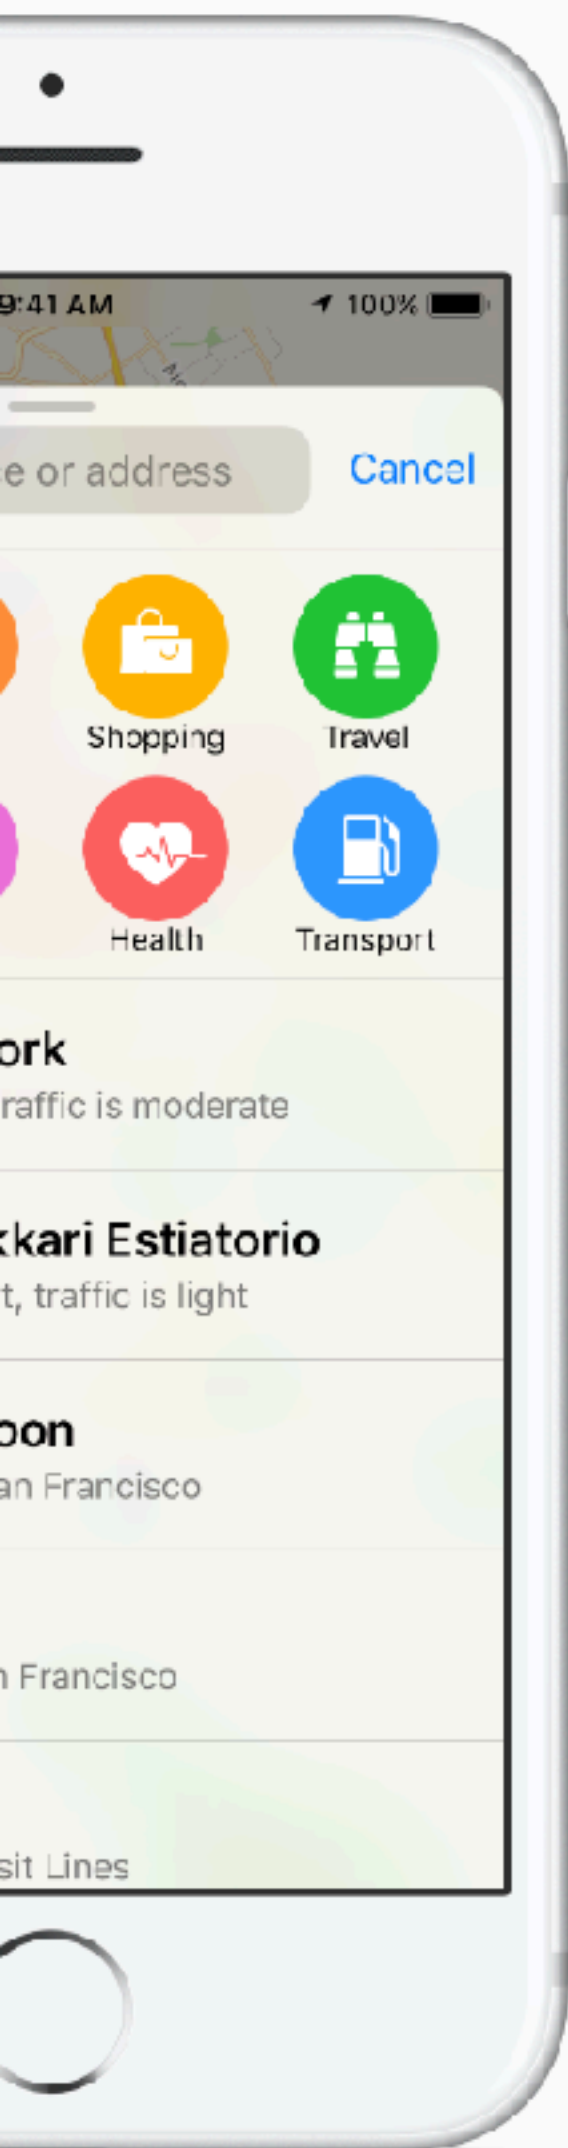 9:41 AM 100%
e or address Cancel
Shopping Travel
Health Transport
ork
raffic is moderate
kkari Estiatorio
t, traffic is light
oon
an Francisco
n Francisco
sit Lines